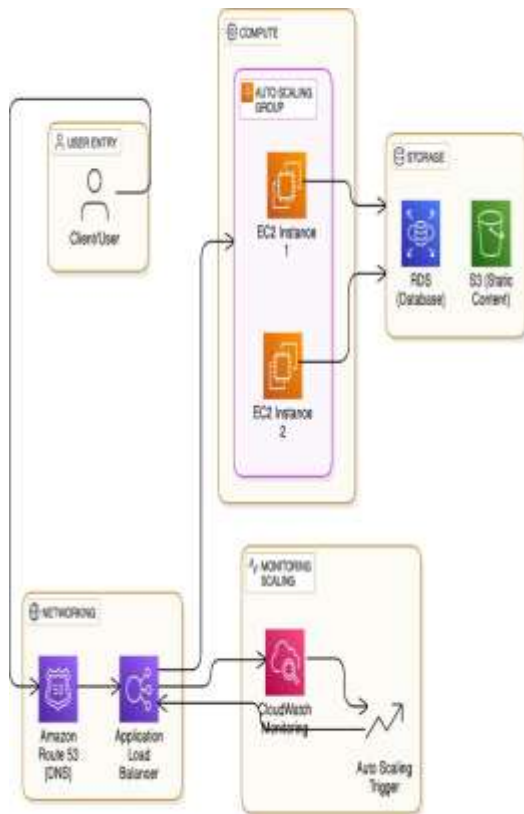 COMPUTE
AUTO SCALING
GROUP
EC2 Instance
1
EC2 Instance
2
USER ENTRY
Client/User
STORAGE
RDS
(Database)
S3 (Static
Content)
NETWORKING
Amazon
Route 53
(DNS)
Application
Load
Balancer
MONITORING
SCALING
CloudWatch
Monitoring
Auto Scaling
Trigger